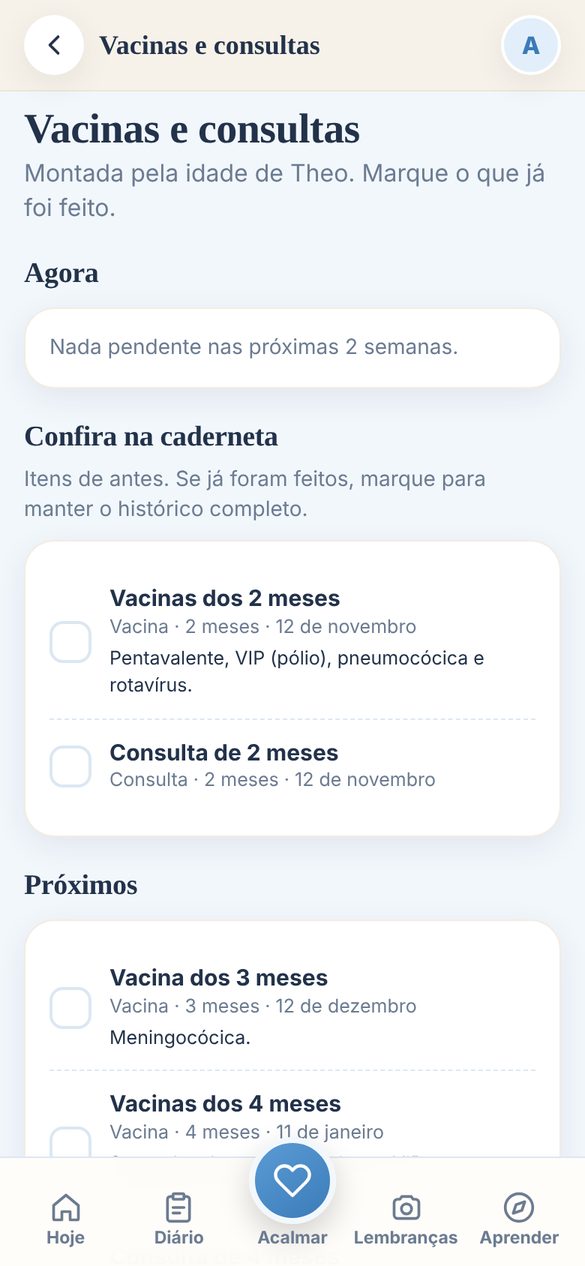 Vacinas e consultas
A
Vacinas e consultas
Montada pela idade de Theo. Marque o que já
foi feito.
Agora
Nada pendente nas próximas 2 semanas.
Confira na caderneta
Itens de antes. Se já foram feitos, marque para
manter o histórico completo.
Vacinas dos 2 meses
Vacina · 2 meses · 12 de novembro
Pentavalente, VIP (pólio), pneumocócica e
rotavírus.
Consulta de 2 meses
Consulta · 2 meses · 12 de novembro
Próximos
Vacina dos 3 meses
Vacina · 3 meses · 12 de dezembro
Meningocócica.
Vacinas dos 4 meses
Vacina · 4 meses · 11 de janeiro
Hoje
Diário
Acalmar
Lembranças
Aprender
Consulta de 4 meses